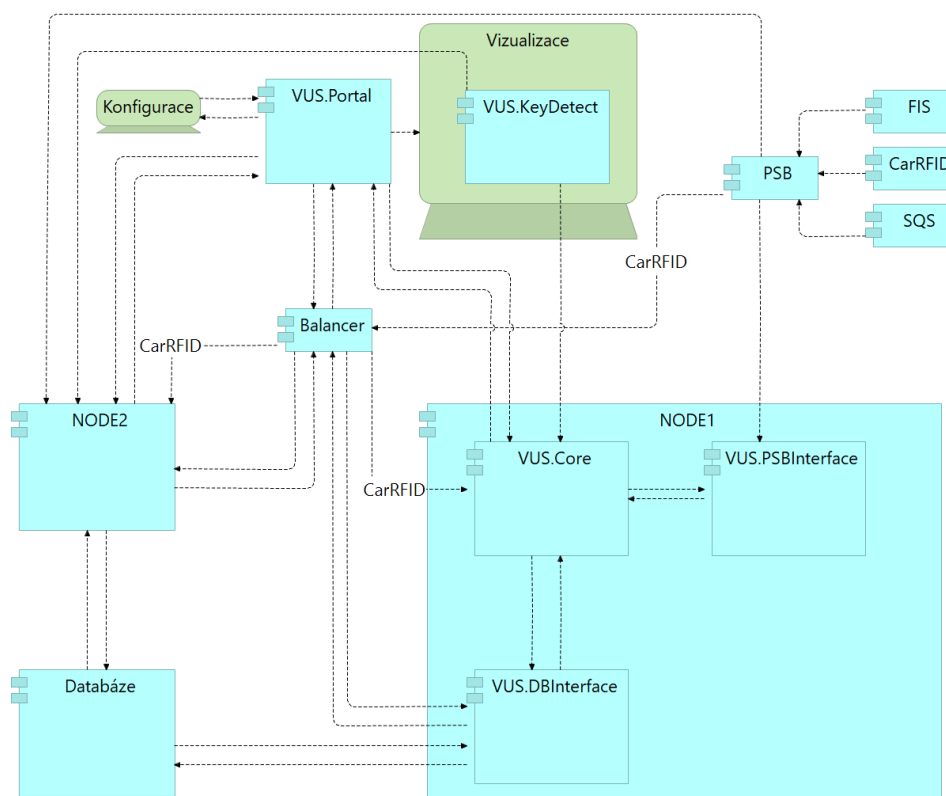 Vizualizace
VUS.Portal
Konfigurace
VUS.KeyDetect
FIS
CarRFID
PSB
SQS
CarRFID
Balancer
CarRFID
NODE2
NODE1
VUS.Core
VUS.PSBInterface
CarRFID
Databáze
VUS.DBInterface